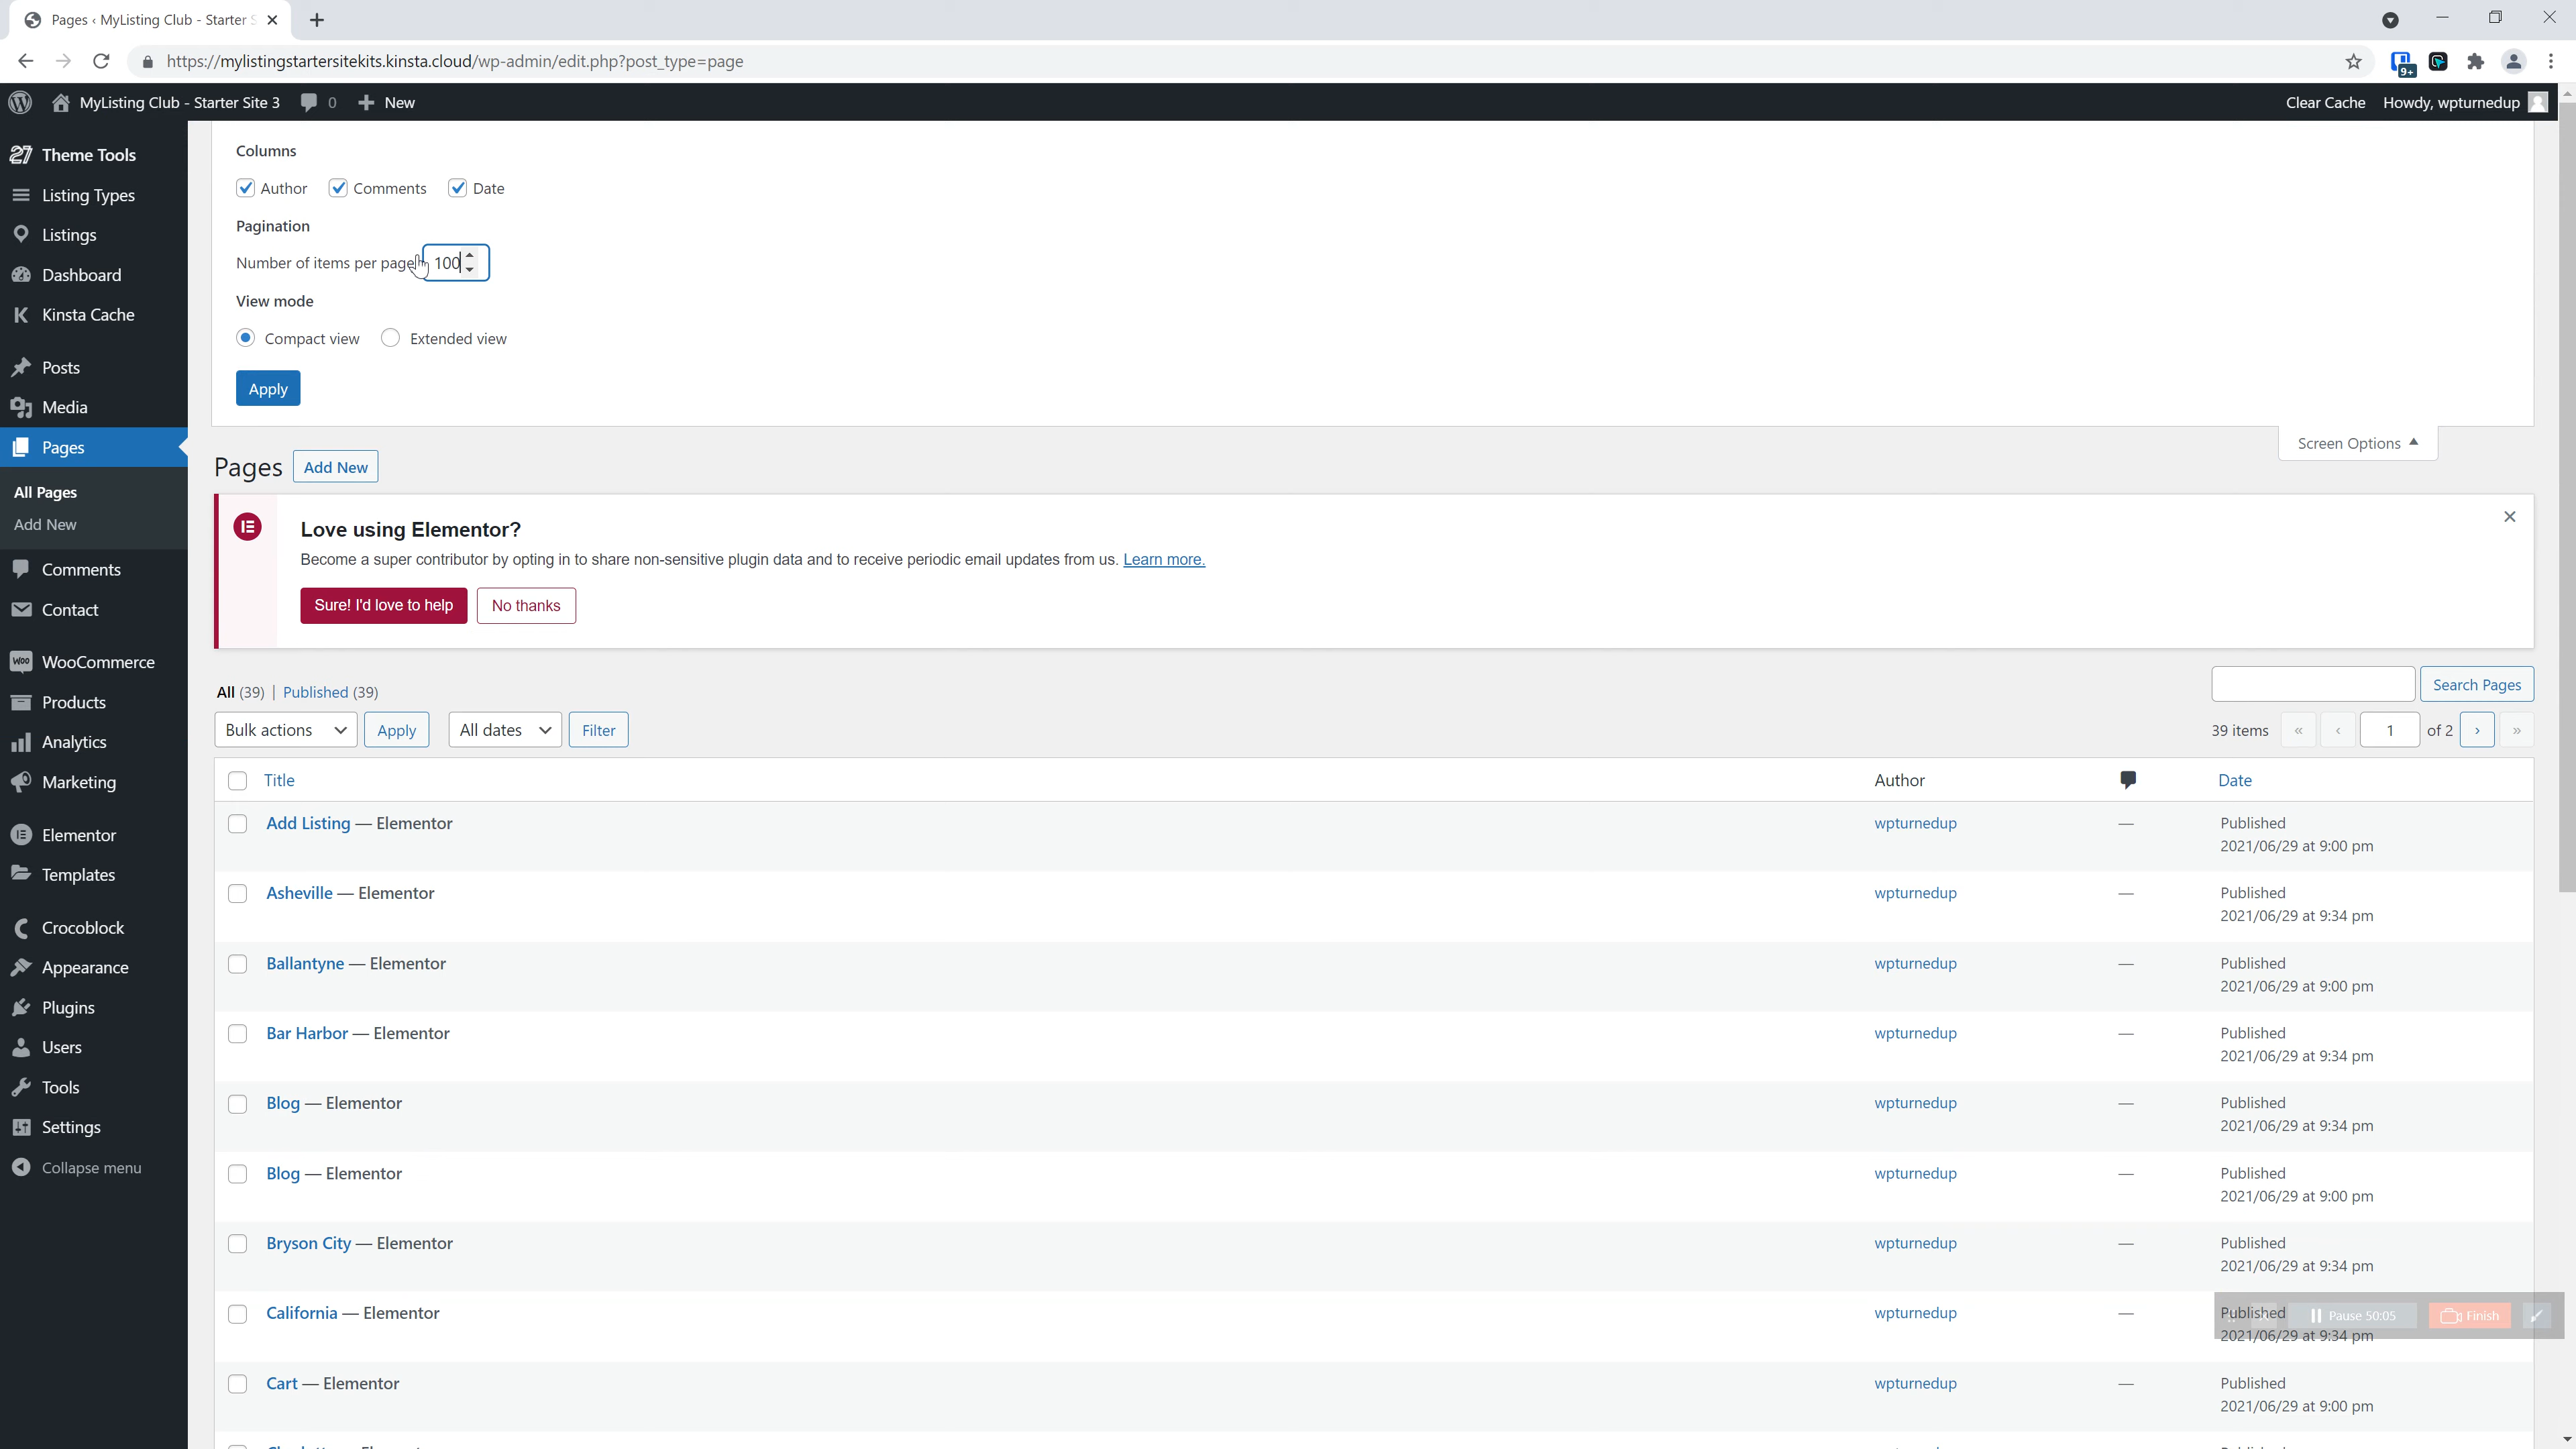 Pages ‹ MyListing Club - Starter S
https://mylistingstartersitekits.kinsta.cloud/wp-admin/edit.php?post_type=page
9+
MyListing Club - Starter Site 3 0 New
Clear Cache Howdy, wpturnedup
27 Theme Tools
Listing Types
Listings
Dashboard
K Kinsta Cache
Posts
Media
Pages
All Pages
Add New
Comments
Contact
Woo WooCommerce
Products
Analytics
Marketing
Elementor
Templates
Crocoblock
Appearance
Plugins
Users
Tools
Settings
Collapse menu
Columns
Author Comments Date
Pagination
Number of items per page 100
View mode
Compact view Extended view
Apply
Screen Options
Pages Add New
Love using Elementor?
Become a super contributor by opting in to share non-sensitive plugin data and to receive periodic email updates from us. Learn more.
Sure! I'd love to help No thanks
All (39) | Published (39)
Search Pages
Bulk actions Apply All dates Filter
39 items « ‹ 1 of 2 › »
Title Author Date
Add Listing — Elementor wpturnedup — Published
2021/06/29 at 9:00 pm
Asheville — Elementor wpturnedup — Published
2021/06/29 at 9:34 pm
Ballantyne — Elementor wpturnedup — Published
2021/06/29 at 9:00 pm
Bar Harbor — Elementor wpturnedup — Published
2021/06/29 at 9:34 pm
Blog — Elementor wpturnedup — Published
2021/06/29 at 9:34 pm
Blog — Elementor wpturnedup — Published
2021/06/29 at 9:00 pm
Bryson City — Elementor wpturnedup — Published
2021/06/29 at 9:34 pm
California — Elementor wpturnedup — Published
2021/06/29 at 9:34 pm
Pause 50:05 Finish
Cart — Elementor wpturnedup — Published
2021/06/29 at 9:00 pm